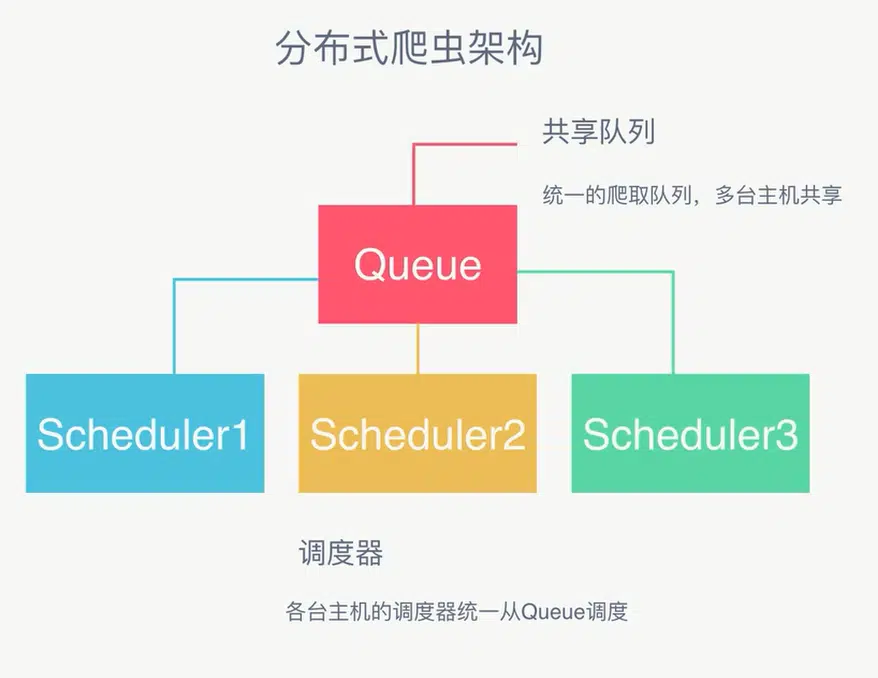 分布式爬虫架构
共享队列
统一的爬取队列，多台主机共享
Queue
Scheduler1
Scheduler2
Scheduler3
调度器
各台主机的调度器统一从Queue调度